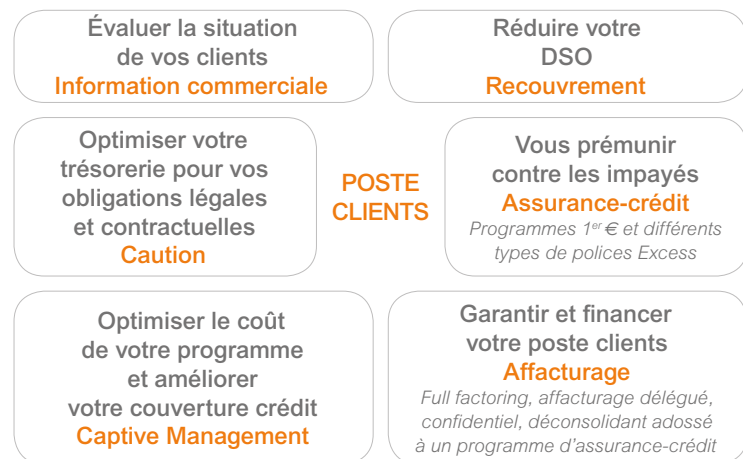 Évaluer la situation
de vos clients
Information commerciale
Réduire votre
DSO
Recouvrement
Optimiser votre
trésorerie pour vos
obligations légales
et contractuelles
Caution
POSTE
CLIENTS
Vous prémunir
contre les impayés
Assurance-crédit
Programmes 1er € et différents
types de polices Excess
Optimiser le coût
de votre programme
et améliorer
votre couverture crédit
Captive Management
Garantir et financer
votre poste clients
Affacturage
Full factoring, affacturage délégué,
confidentiel, déconsolidant adossé
à un programme d'assurance-crédit